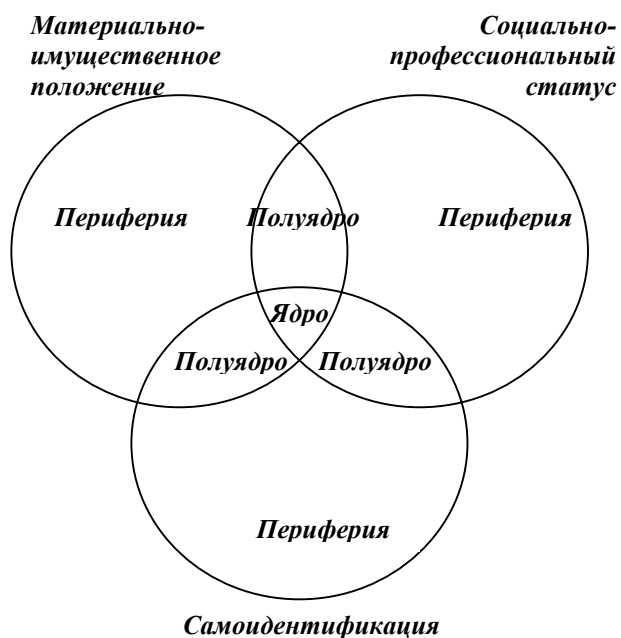 Материально-
имущественное
положение
Социально-
профессиональный
статус
Периферия
Полуядро
Периферия
Ядро
Полуядро
Полуядро
Периферия
Самоидентификация